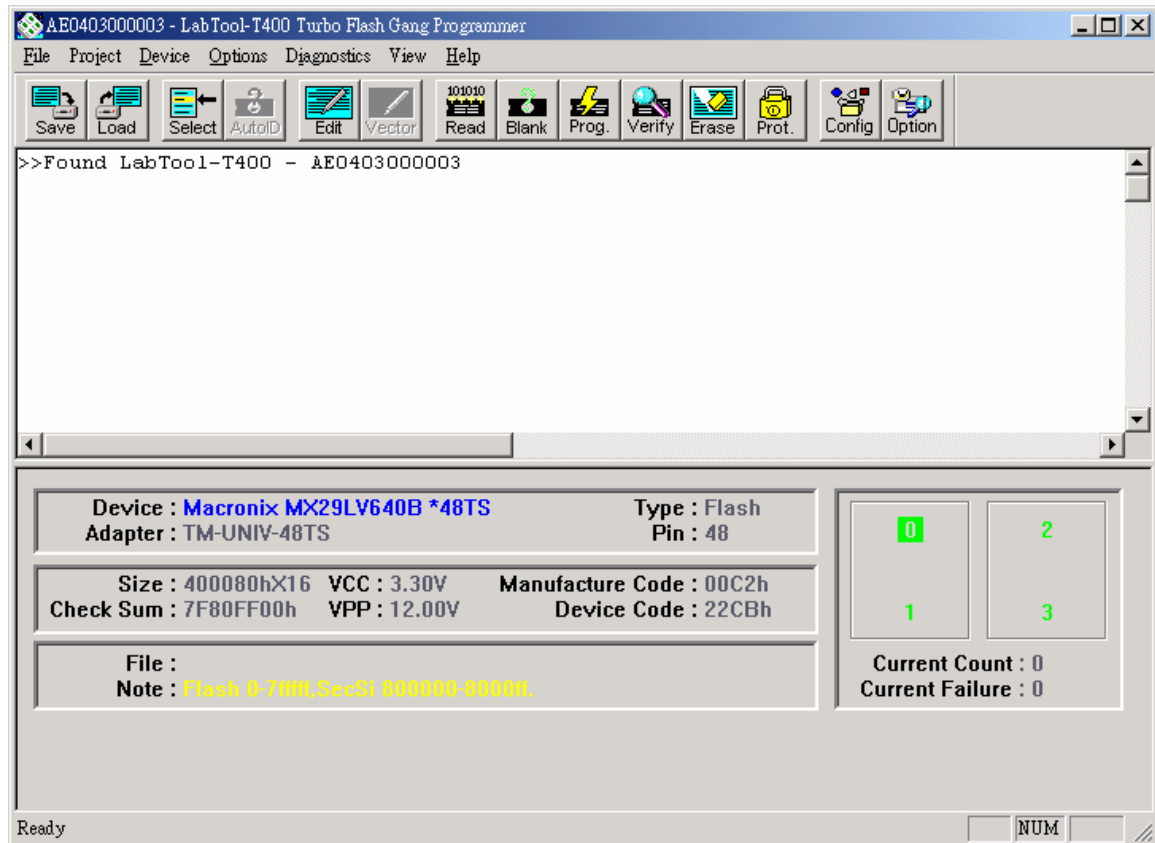 AE0403000003 - LabTool-T400 Turbo Flash Gang Programmer
File Project Device Options Diagnostics View Help
101010
Save Load Select AutoID Edit Vector Read Blank Prog. Verify Erase Prot. Config Option
>>Found LabTool-T400 - AE0403000003
Device : Macronix MX29LV640B *48TS Type : Flash
Adapter : TM-UNIV-48TS Pin : 48
Size : 400080hX16 VCC : 3.30V Manufacture Code : 00C2h
Check Sum : 7F80FF00h VPP : 12.00V Device Code : 22CBh
File :
Note : Flash 0-7fffff,SecSi 800000-8000ff.
0 2
1 3
Current Count : 0
Current Failure : 0
Ready NUM